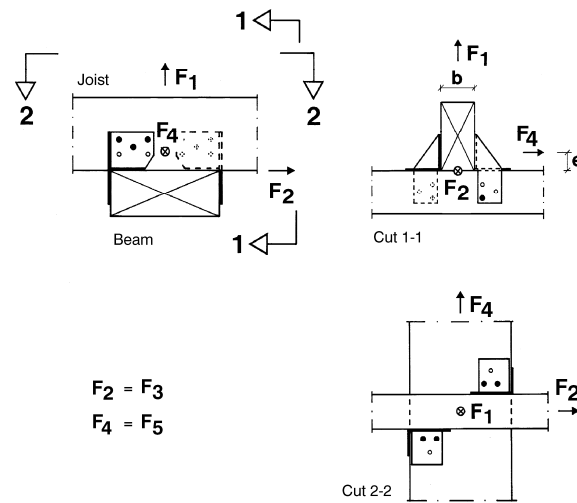 1
F1
Joist
2
2
F4
F2
1
Beam
F1
b
F4
e
F2
Cut 1-1
F4
F2 = F3
F4 = F5
F1
F2
Cut 2-2